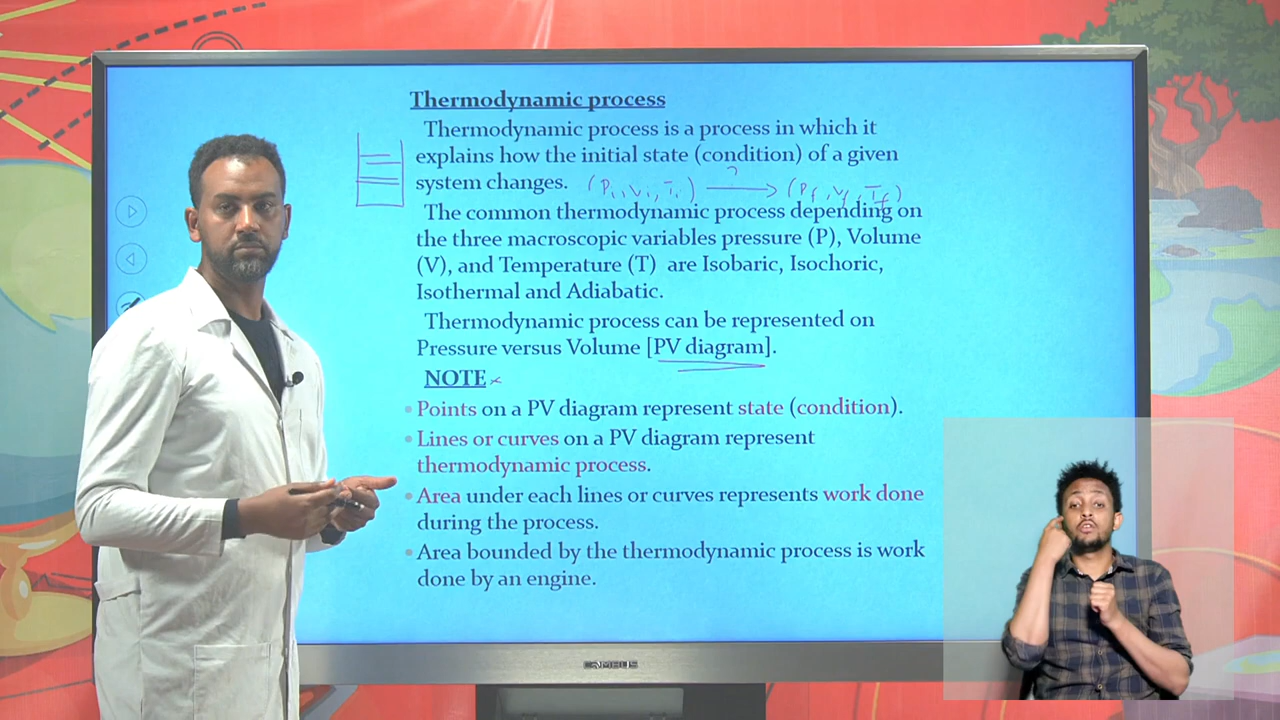 Thermodynamic process
Thermodynamic process is a process in which it
explains how the initial state (condition) of a given
system changes. (Pi, Vi, Ti) ? → (Pf, Vf, Tf)
The common thermodynamic process depending on
the three macroscopic variables pressure (P), Volume
(V), and Temperature (T) are Isobaric, Isochoric,
Isothermal and Adiabatic.
Thermodynamic process can be represented on
Pressure versus Volume [PV diagram].
NOTE
• Points on a PV diagram represent state (condition).
• Lines or curves on a PV diagram represent
thermodynamic process.
• Area under each lines or curves represents work done
during the process.
• Area bounded by the thermodynamic process is work
done by an engine.